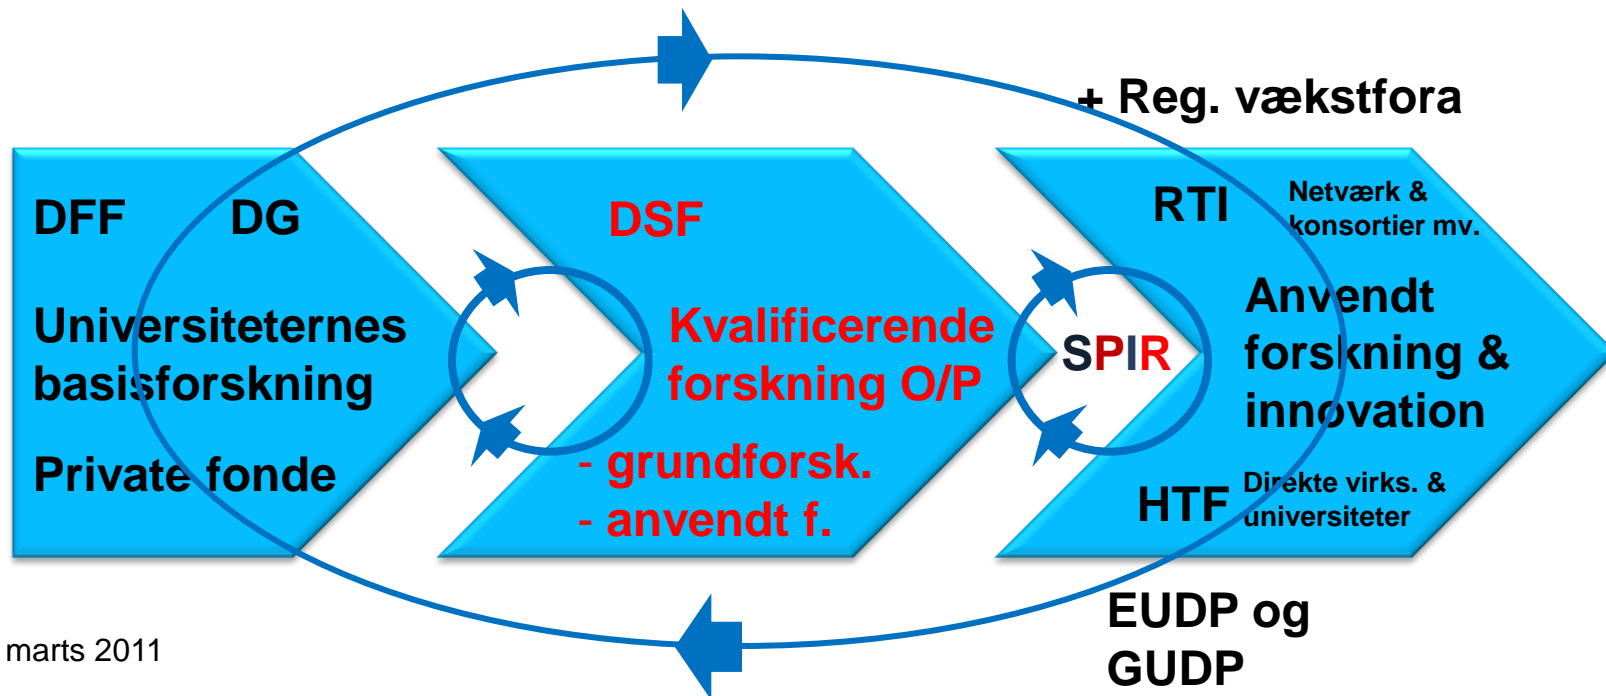 + Reg. vækstfora
DFF DG
Universiteternes
basisforskning
Private fonde
DSF
Kvalificerende
forskning O/P
- grundforsk.
- anvendt f.
SPIR
RTI
Netværk &
konsortier mv.
Anvendt
forskning &
innovation
HTF
Direkte virks. &
universiteter
EUDP og
GUDP
marts 2011